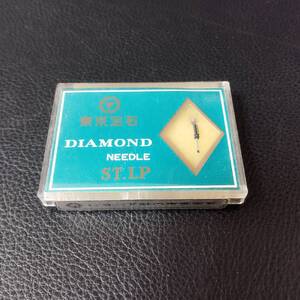 東京宝石
DIAMOND
NEEDLE
ST.LP